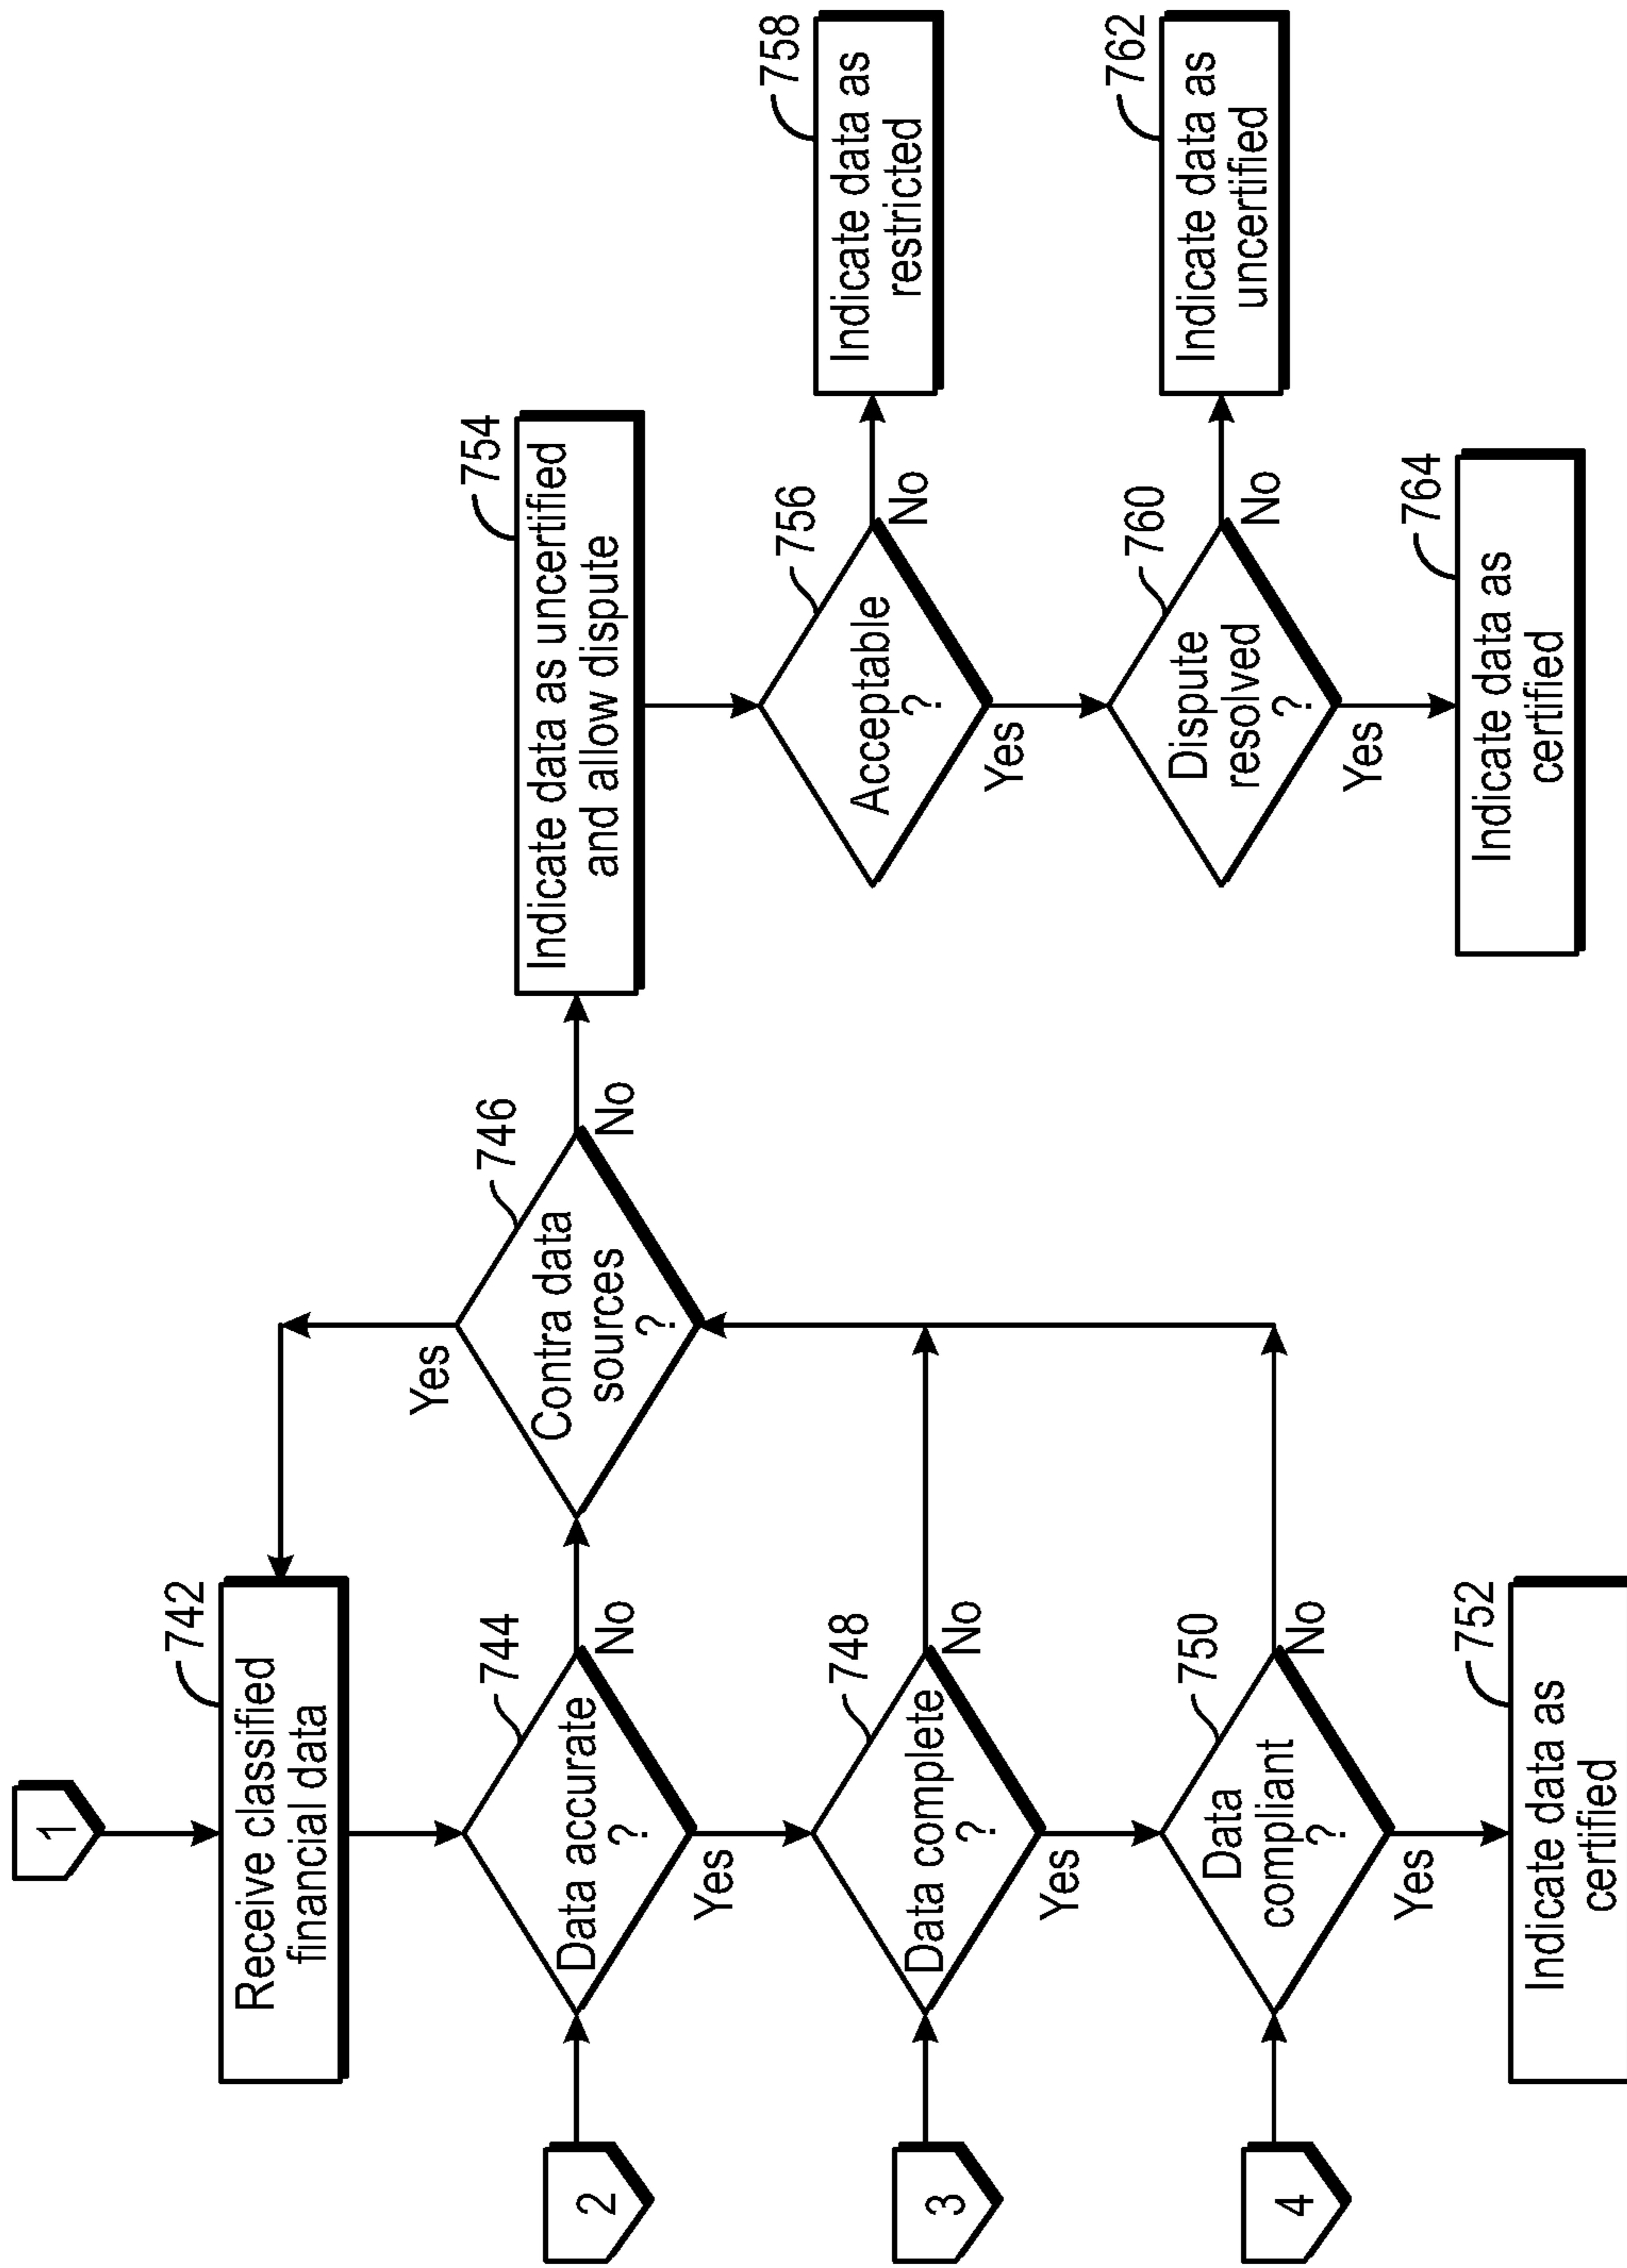 1
742
Receive classified
financial data
2
744
Data accurate
?
Yes
No
746
Contra data
sources
?
Yes
No
754
Indicate data as uncertified
and allow dispute
3
748
Data complete
?
Yes
No
756
Acceptable
?
Yes
No
758
Indicate data as
restricted
4
750
Data
compliant
?
Yes
No
760
Dispute
resolved
?
Yes
No
762
Indicate data as
uncertified
752
Indicate data as
certified
764
Indicate data as
certified